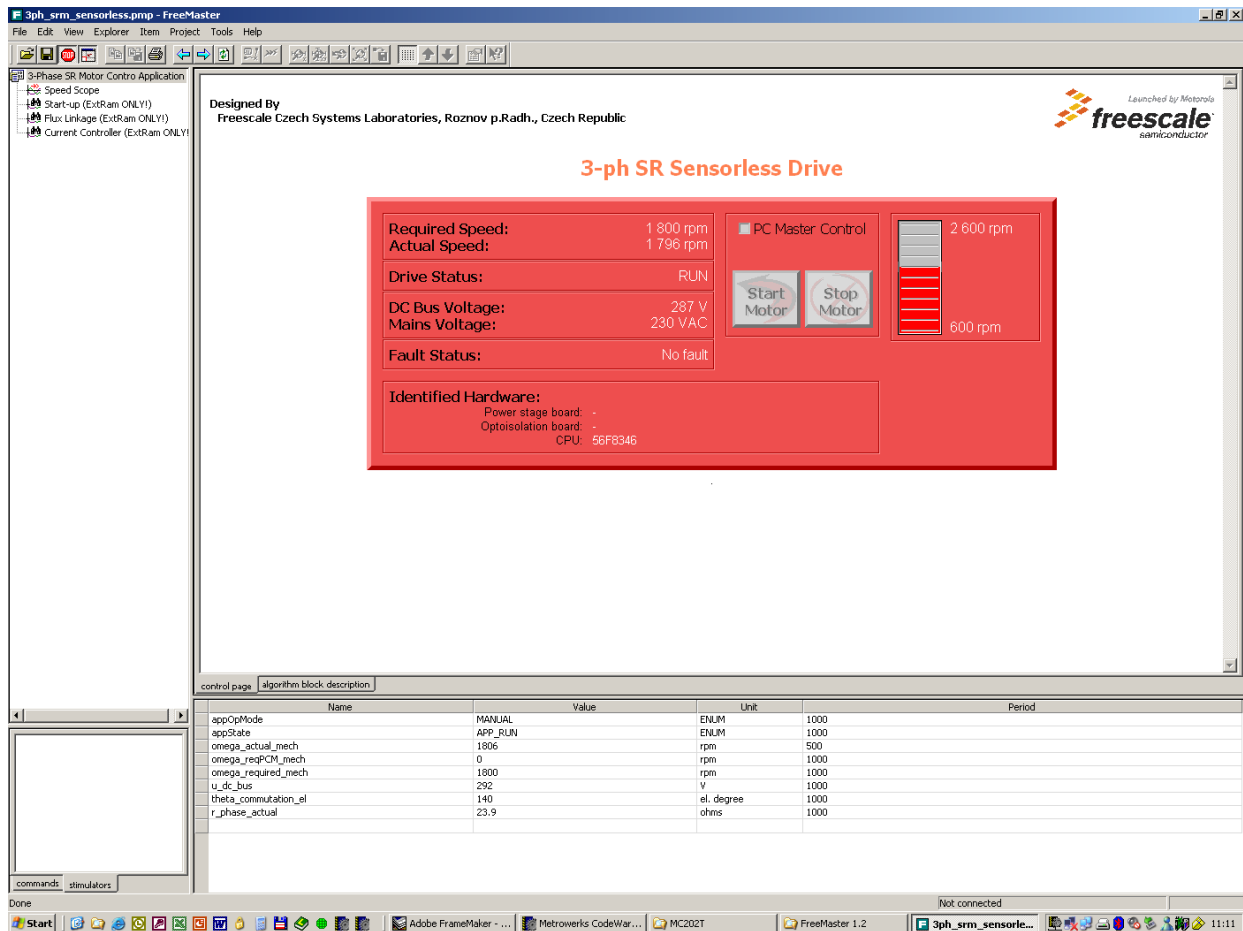 3ph_srm_sensorless.pmp - FreeMaster
File Edit View Explorer Item Project Tools Help
STOP
3-Phase SR Motor Contro Application
Speed Scope
Start-up (ExtRam ONLY!)
Flux Linkage (ExtRam ONLY!)
Current Controller (ExtRam ONLY!
Designed By
Freescale Czech Systems Laboratories, Roznov p.Radh., Czech Republic
Launched by Motorola
freescale
semiconductor
3-ph SR Sensorless Drive
Required Speed: 1 800 rpm
Actual Speed: 1 796 rpm
Drive Status: RUN
DC Bus Voltage: 287 V
Mains Voltage: 230 VAC
Fault Status: No fault
PC Master Control
Start Motor
Stop Motor
2 600 rpm
600 rpm
Identified Hardware:
Power stage board: -
Optoisolation board: -
CPU: 56F8346
control page algorithm block description
Name Value Unit Period
appOpMode MANUAL ENUM 1000
appState APP_RUN ENUM 1000
omega_actual_mech 1806 rpm 500
omega_reqPCM_mech 0 rpm 1000
omega_required_mech 1800 rpm 1000
u_dc_bus 292 V 1000
theta_commutation_el 140 el. degree 1000
r_phase_actual 23.9 ohms 1000
commands stimulators
Done
Not connected
Start
Adobe FrameMaker - ...
Metrowerks CodeWar...
MC202T
FreeMaster 1.2
3ph_srm_sensorle...
11:11